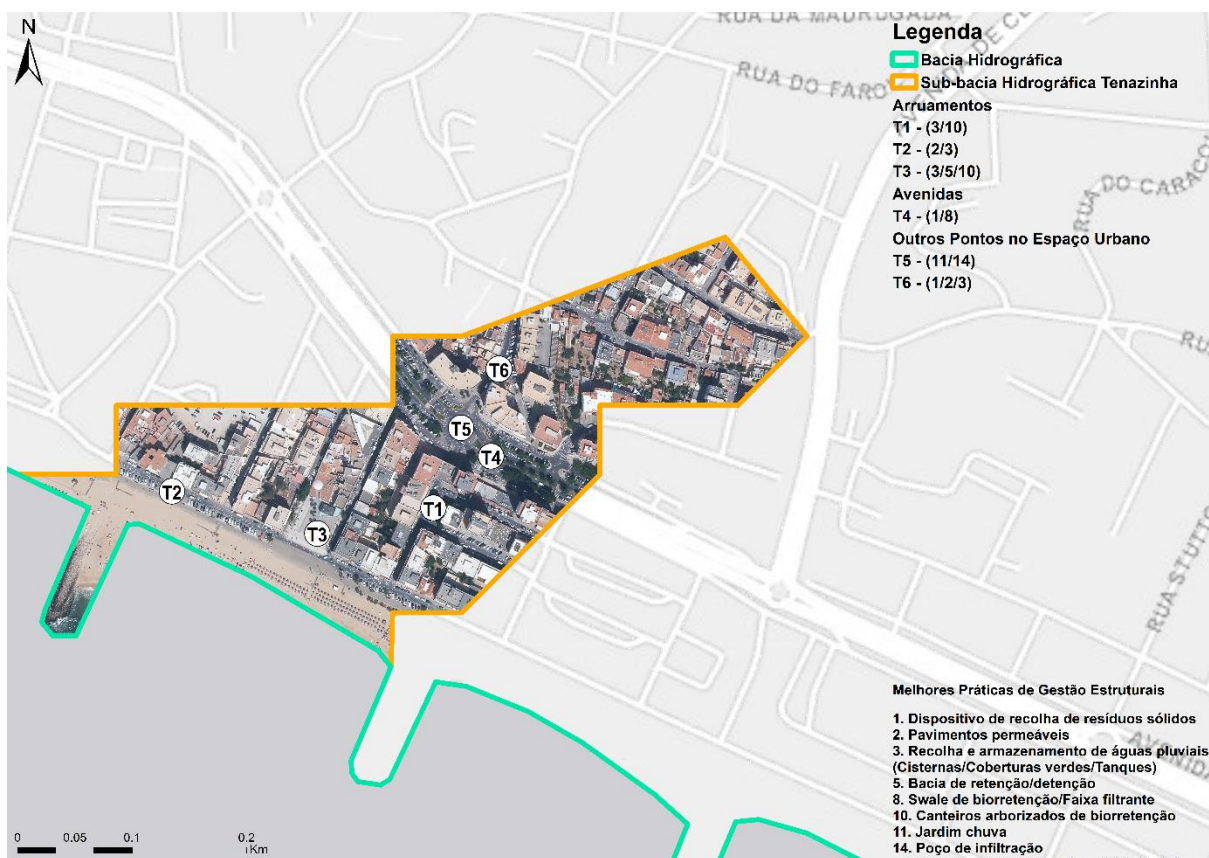 N
RUA DA MADRUGADA
RUA DO FAROL
Legenda
Bacia Hidrográfica
Sub-bacia Hidrográfica Tenazinha
Arruamentos
T1 - (3/10)
T2 - (2/3)
T3 - (3/5/10)
Avenidas
T4 - (1/8)
Outros Pontos no Espaço Urbano
T5 - (11/14)
T6 - (1/2/3)
T6
T5
T4
T2
T1
T3
Melhores Práticas de Gestão Estruturais
1. Dispositivo de recolha de resíduos sólidos
2. Pavimentos permeáveis
3. Recolha e armazenamento de águas pluviais
(Cisternas/Coberturas verdes/Tanques)
5. Bacia de retenção/detenção
8. Swale de biorretenção/Faixa filtrante
10. Canteiros arborizados de biorretenção
11. Jardim chuva
14. Poço de infiltração
0 0.05 0.1 0.2
Km